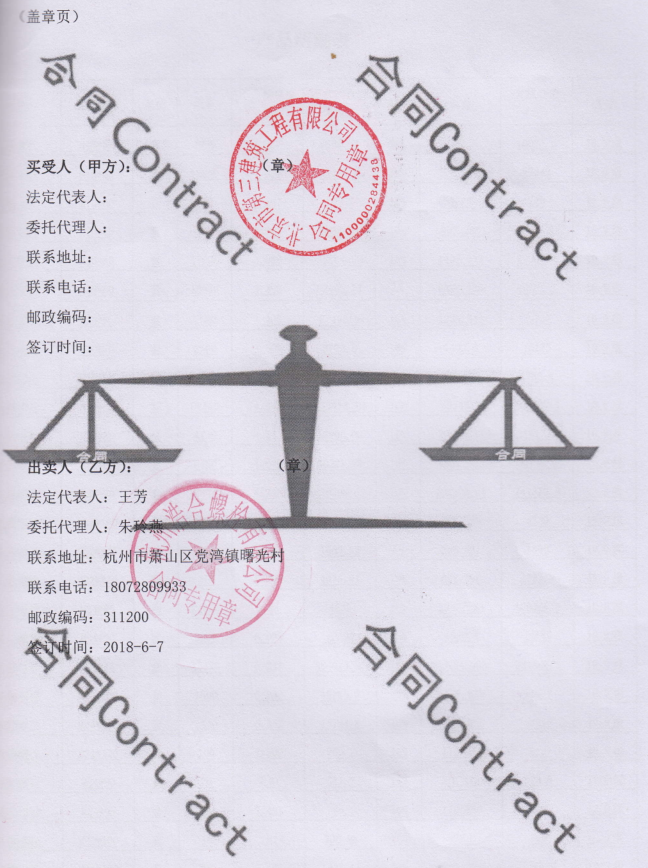 （盖章页）
合同Contract
合同Contract
北京市第三建筑工程有限公司
合同专用章
1100000284438
买受人（甲方）：
（章）
法定代表人：
委托代理人：
联系地址：
联系电话：
邮政编码：
签订时间：
合同
合同
出卖人（乙方）：
（章）
法定代表人：王芳
委托代理人：朱玲燕
杭州浩合螺栓有限公司
合同专用章
联系地址：杭州市萧山区党湾镇曙光村
联系电话：18072809933
邮政编码：311200
签订时间：2018-6-7
合同Contract
合同Contract